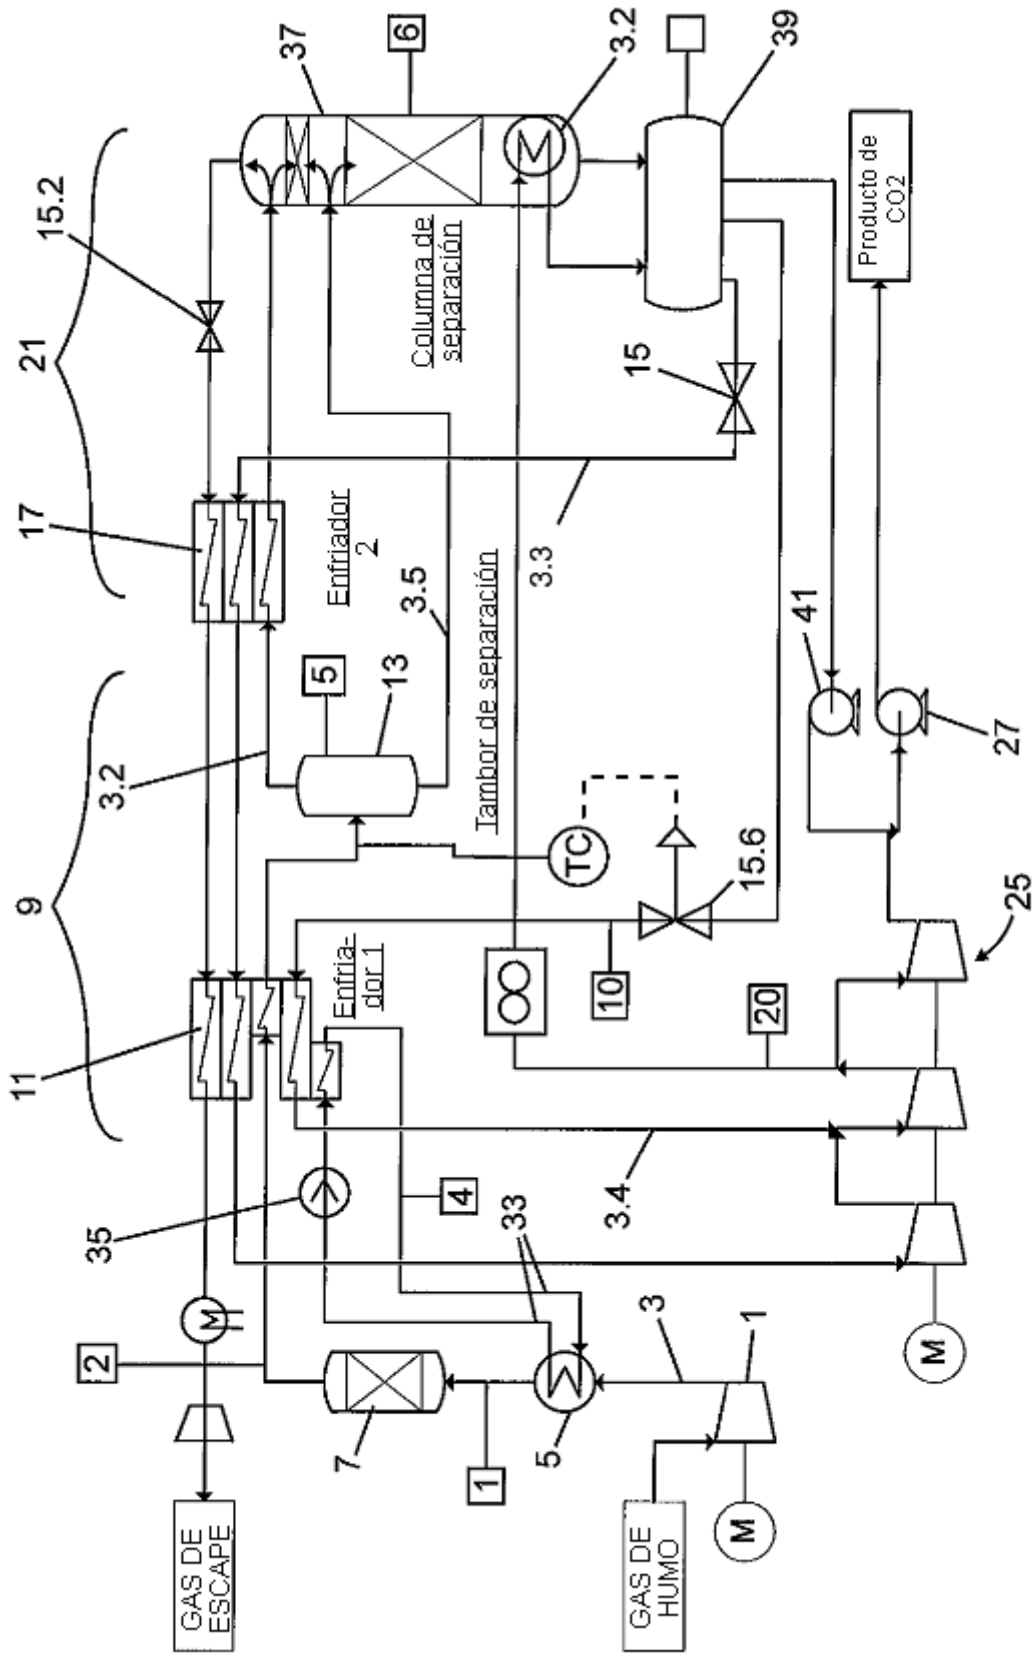 21
9
15.2
37
6
3.2
39
17
11
3.2
35
2
GAS DE
ESCAPE
Columna de
separación
Enfriador
2
5
13
3.5
Tambor de separación
Enfria-
dor 1
TC
15.6
15
3.3
Producto de
CO2
10
20
41
27
25
3.4
4
33
7
1
5
3
1
M
M
GAS DE
HUMO